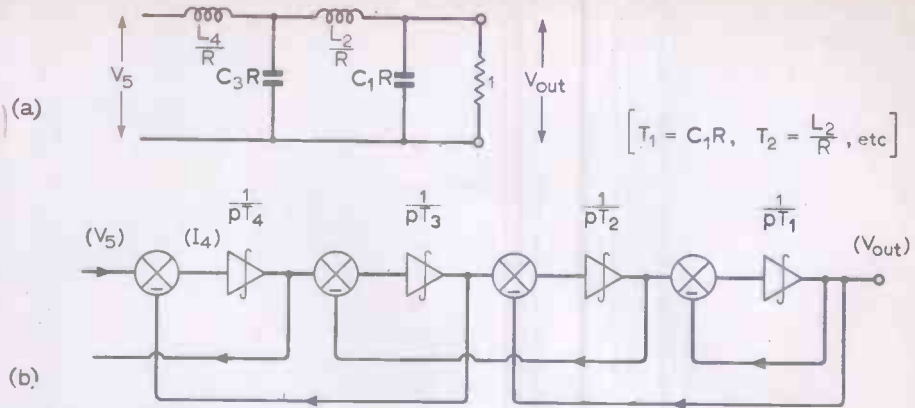 L4/R
L2/R
V5
C3R
C1R
1
Vout
(a)
[T1 = C1R, T2 = L2/R, etc]
1/pT4
1/pT3
1/pT2
1/pT1
(V5)
(I4)
(Vout)
−
−
−
−
(b)